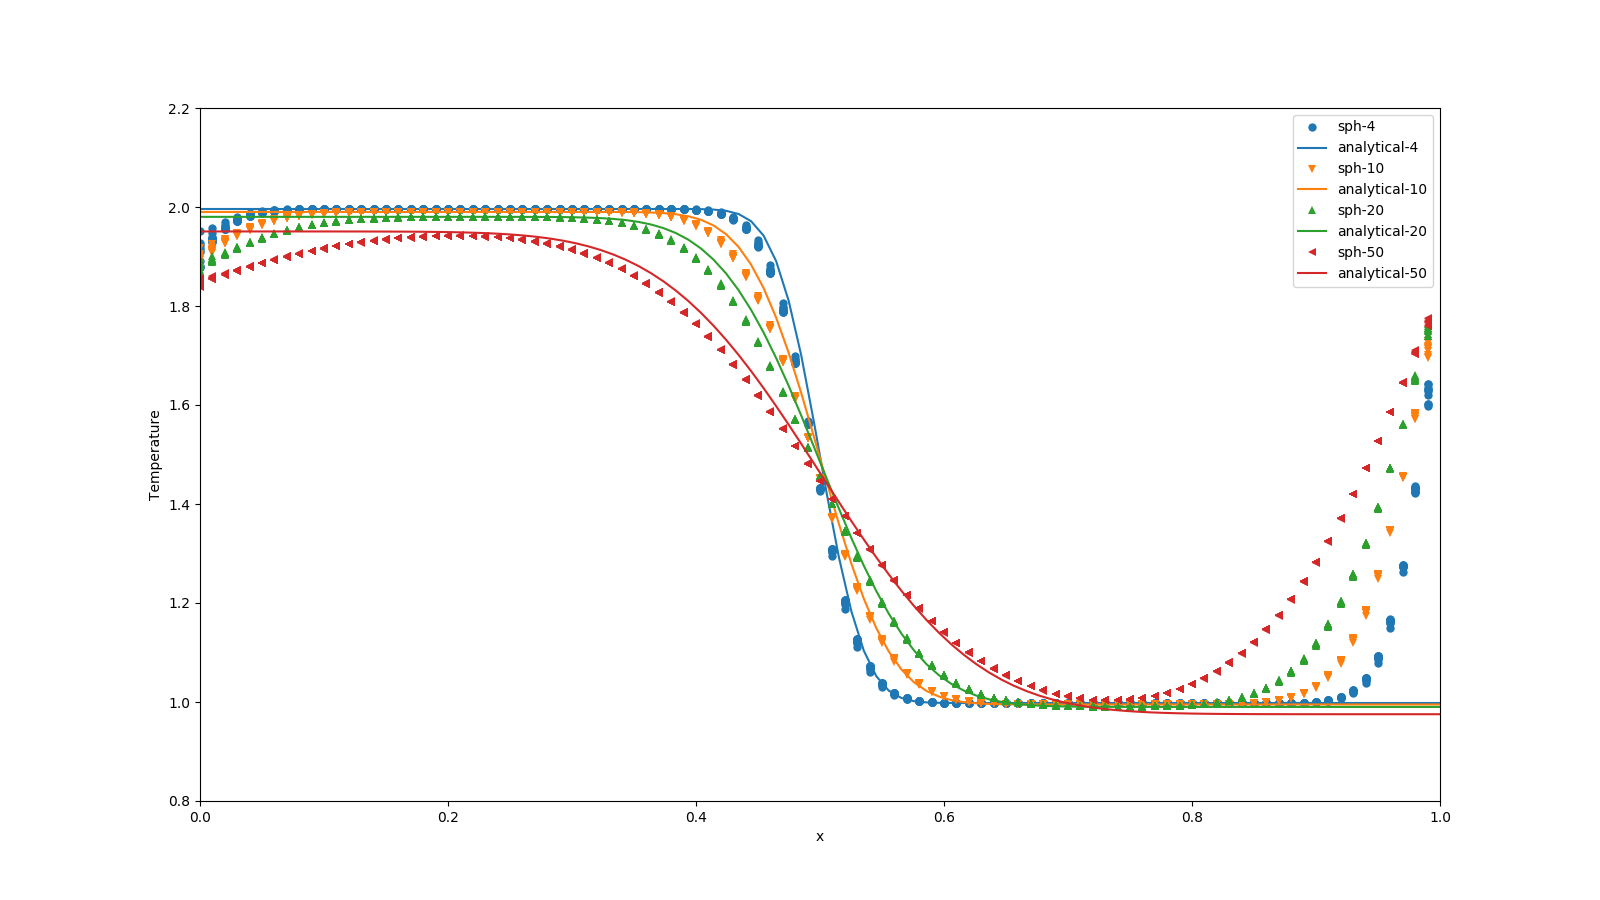 2.2
2.0
1.8
1.6
1.4
1.2
1.0
0.8
Temperature
0.0
0.2
0.4
0.6
0.8
1.0
x
sph-4
analytical-4
sph-10
analytical-10
sph-20
analytical-20
sph-50
analytical-50